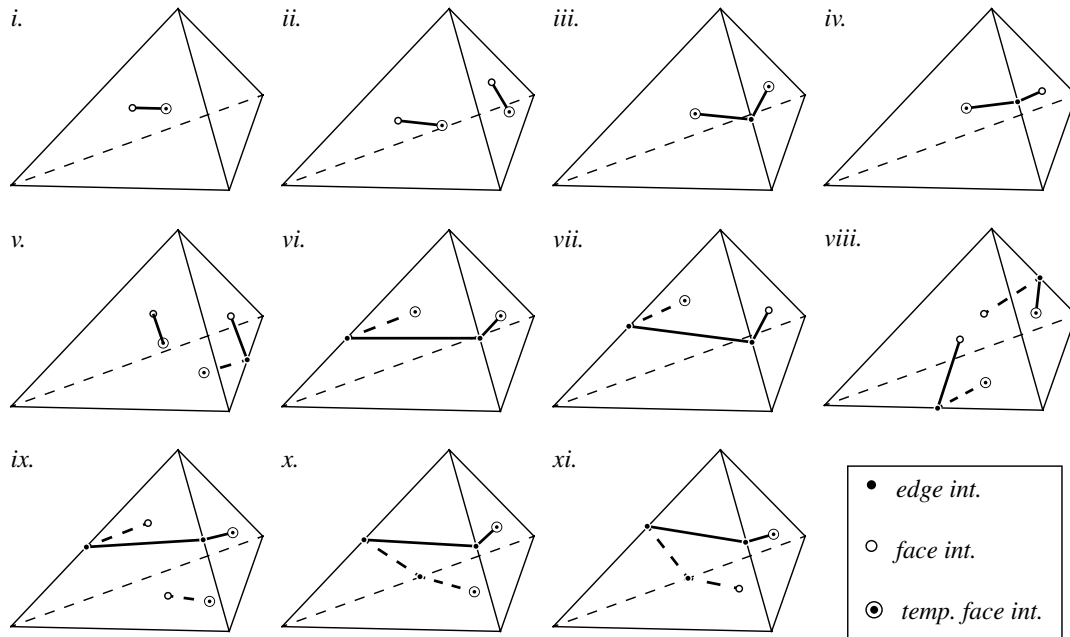 i. ii. iii. iv.
v. vi. vii. viii.
ix. x. xi.
edge int.
face int.
temp. face int.